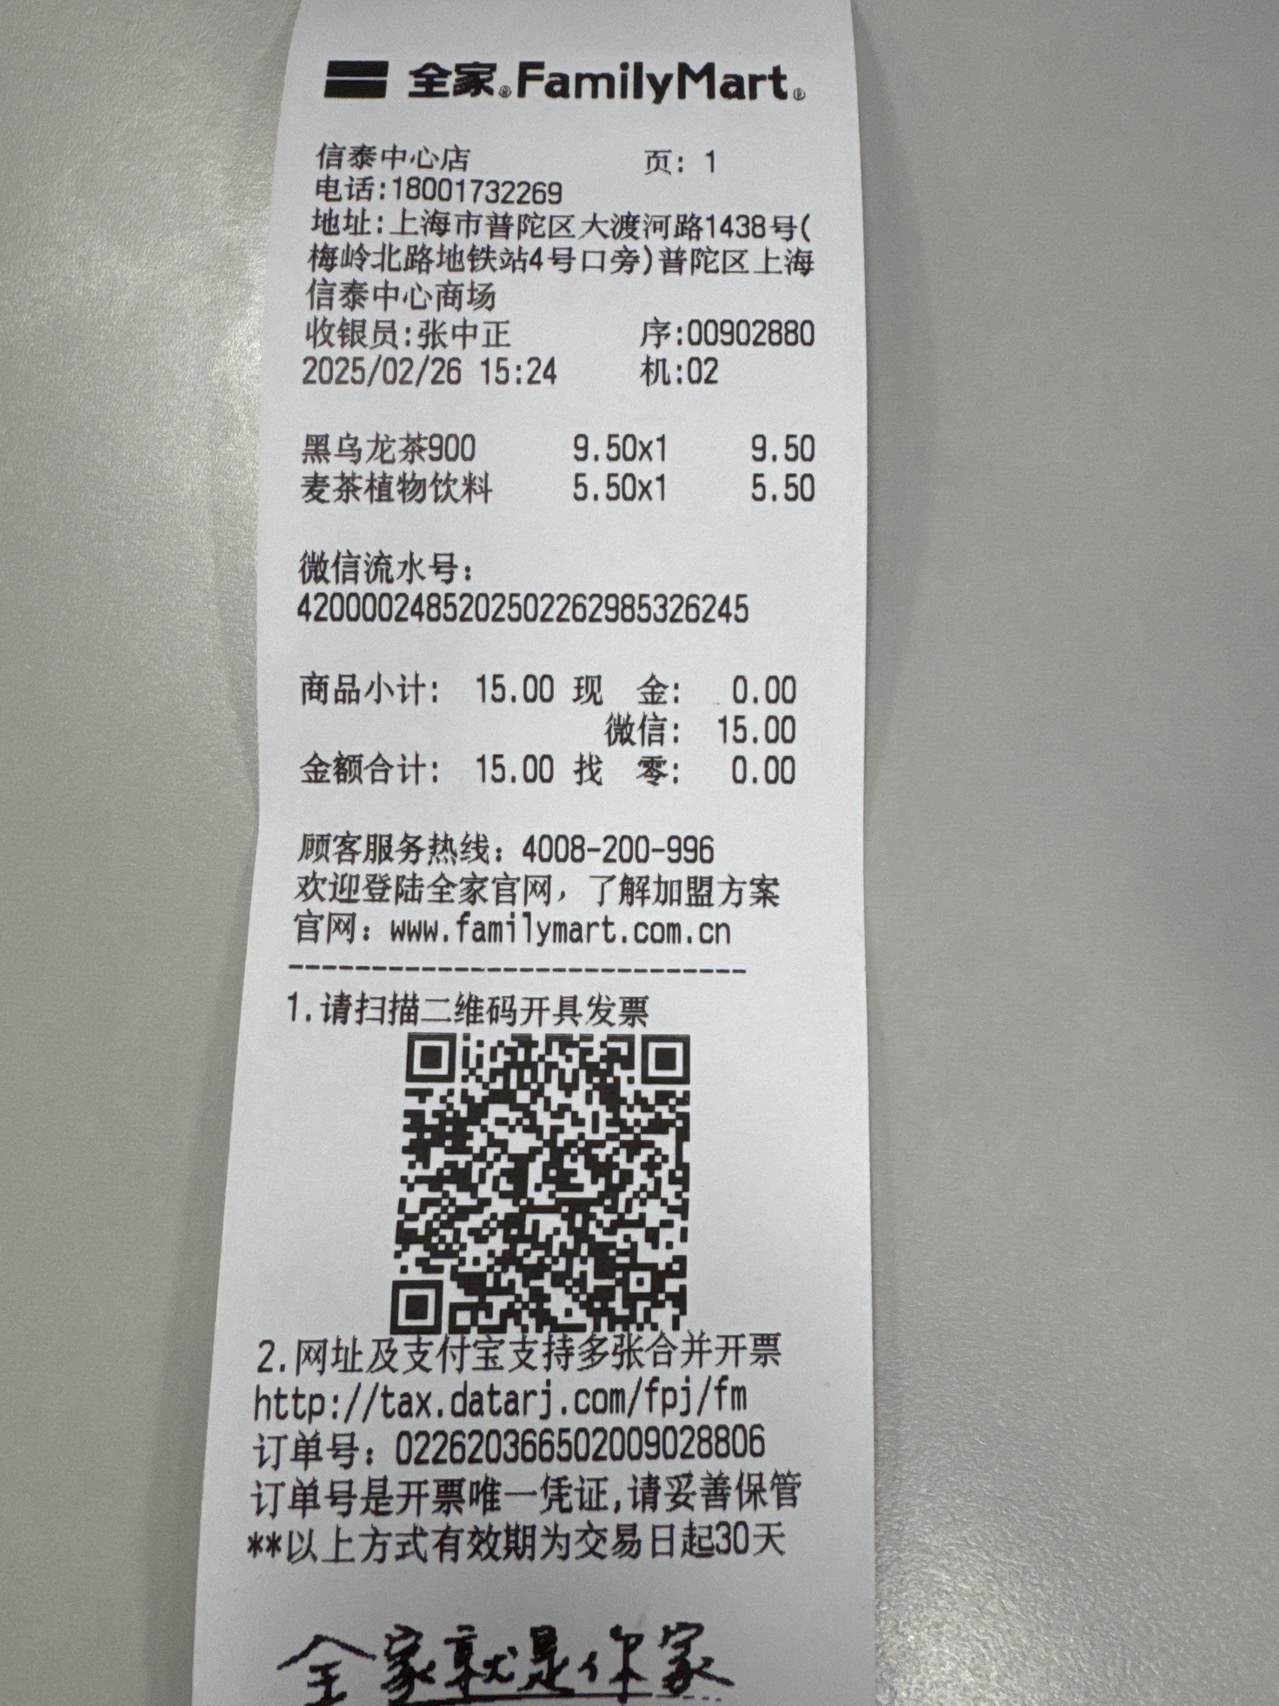 全家®FamilyMart®
信泰中心店 页: 1
电话:18001732269
地址:上海市普陀区大渡河路1438号(
梅岭北路地铁站4号口旁)普陀区上海
信泰中心商场
收银员:张中正 序:00902880
2025/02/26 15:24 机:02
黑乌龙茶900 9.50x1 9.50
麦茶植物饮料 5.50x1 5.50
微信流水号:
4200002485202502262985326245
商品小计: 15.00 现 金: 0.00
微信: 15.00
金额合计: 15.00 找 零: 0.00
顾客服务热线: 4008-200-996
欢迎登陆全家官网, 了解加盟方案
官网: www.familymart.com.cn
----------------------------
1.请扫描二维码开具发票
2.网址及支付宝支持多张合并开票
http://tax.datarj.com/fpj/fm
订单号: 02262036650200902880​6
订单号是开票唯一凭证,请妥善保管
**以上方式有效期为交易日起30天
全家就是你家